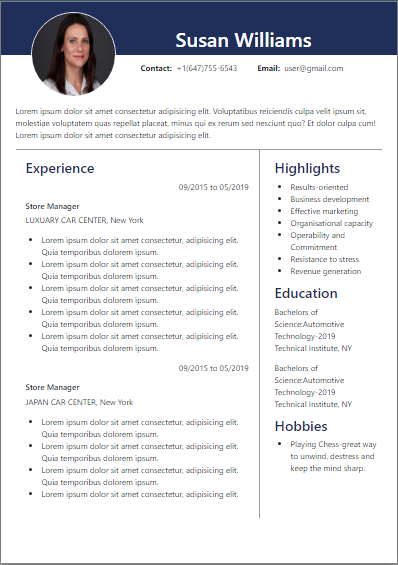 Susan Williams
Contact: +1(647)755-6543 Email: user@gmail.com
Lorem ipsum dolor sit amet consectetur adipisicing elit. Voluptatibus reiciendis culpa velit ipsum sit,
molestiae voluptatem quas repellat placeat, minus qui ex rerum sed nesciunt quo? Et dolor culpa cum!
Lorem ipsum dolor sit amet consectetur adipisicing elit.
Experience
09/2015 to 05/2019
Store Manager
LUXUARY CAR CENTER, New York
• Lorem ipsum dolor sit amet consectetur, adipisicing elit.
Quia temporibus dolorem ipsum.
• Lorem ipsum dolor sit amet consectetur, adipisicing elit.
Quia temporibus dolorem ipsum.
• Lorem ipsum dolor sit amet consectetur, adipisicing elit.
Quia temporibus dolorem ipsum.
• Lorem ipsum dolor sit amet consectetur, adipisicing elit.
Quia temporibus dolorem ipsum.
• Lorem ipsum dolor sit amet consectetur, adipisicing elit.
Quia temporibus dolorem ipsum.
09/2015 to 05/2019
Store Manager
JAPAN CAR CENTER, New York
• Lorem ipsum dolor sit amet consectetur, adipisicing elit.
Quia temporibus dolorem ipsum.
• Lorem ipsum dolor sit amet consectetur, adipisicing elit.
Quia temporibus dolorem ipsum.
• Lorem ipsum dolor sit amet consectetur, adipisicing elit.
Quia temporibus dolorem ipsum.
• Lorem ipsum dolor sit amet consectetur, adipisicing elit.
Highlights
• Results-oriented
• Business development
• Effective marketing
• Organisational capacity
• Operability and
Commitment
• Resistance to stress
• Revenue generation
Education
Bachelors of
Science:Automotive
Technology-2019
Technical Institute, NY
Bachelors of
Science:Automotive
Technology-2019
Technical Institute, NY
Hobbies
• Playing Chess-great way
to unwind, destress and
keep the mind sharp.